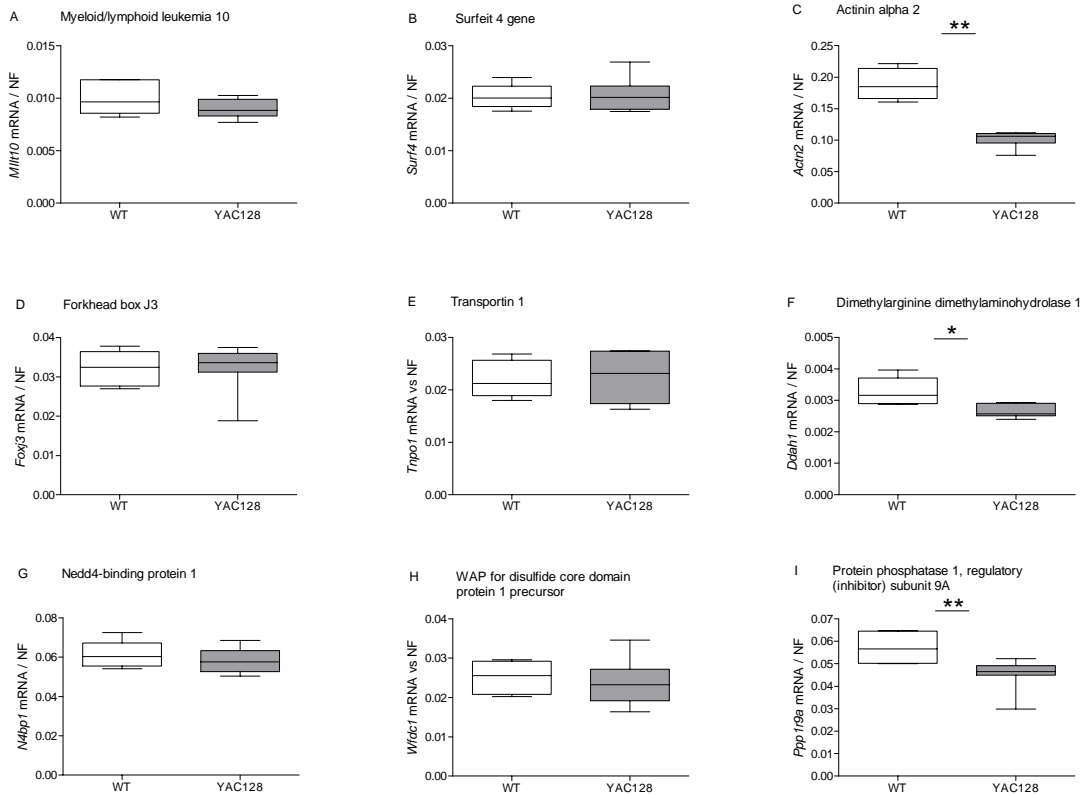 A
Myeloid/lymphoid leukemia 10
0.015
0.010
0.005
0.000
Mllt10 mRNA / NF
WT
YAC128
B
Surfeit 4 gene
0.03
0.02
0.01
0.00
Surf4 mRNA / NF
WT
YAC128
C
Actinin alpha 2
**
0.25
0.20
0.15
0.10
0.05
0.00
Actn2 mRNA / NF
WT
YAC128
D
Forkhead box J3
0.04
0.03
0.02
0.01
0.00
Foxj3 mRNA / NF
WT
YAC128
E
Transportin 1
0.03
0.02
0.01
0.00
Tnpo1 mRNA vs NF
WT
YAC128
F
Dimethylarginine dimethylaminohydrolase 1
*
0.005
0.004
0.003
0.002
0.001
0.000
Ddah1 mRNA / NF
WT
YAC128
G
Nedd4-binding protein 1
0.08
0.06
0.04
0.02
0.00
N4bp1 mRNA / NF
WT
YAC128
H
WAP for disulfide core domain
protein 1 precursor
0.04
0.03
0.02
0.01
0.00
Wfdc1 mRNA vs NF
WT
YAC128
I
Protein phosphatase 1, regulatory
(inhibitor) subunit 9A
**
0.07
0.06
0.05
0.04
0.03
0.02
0.01
0.00
Ppp1r9a mRNA / NF
WT
YAC128